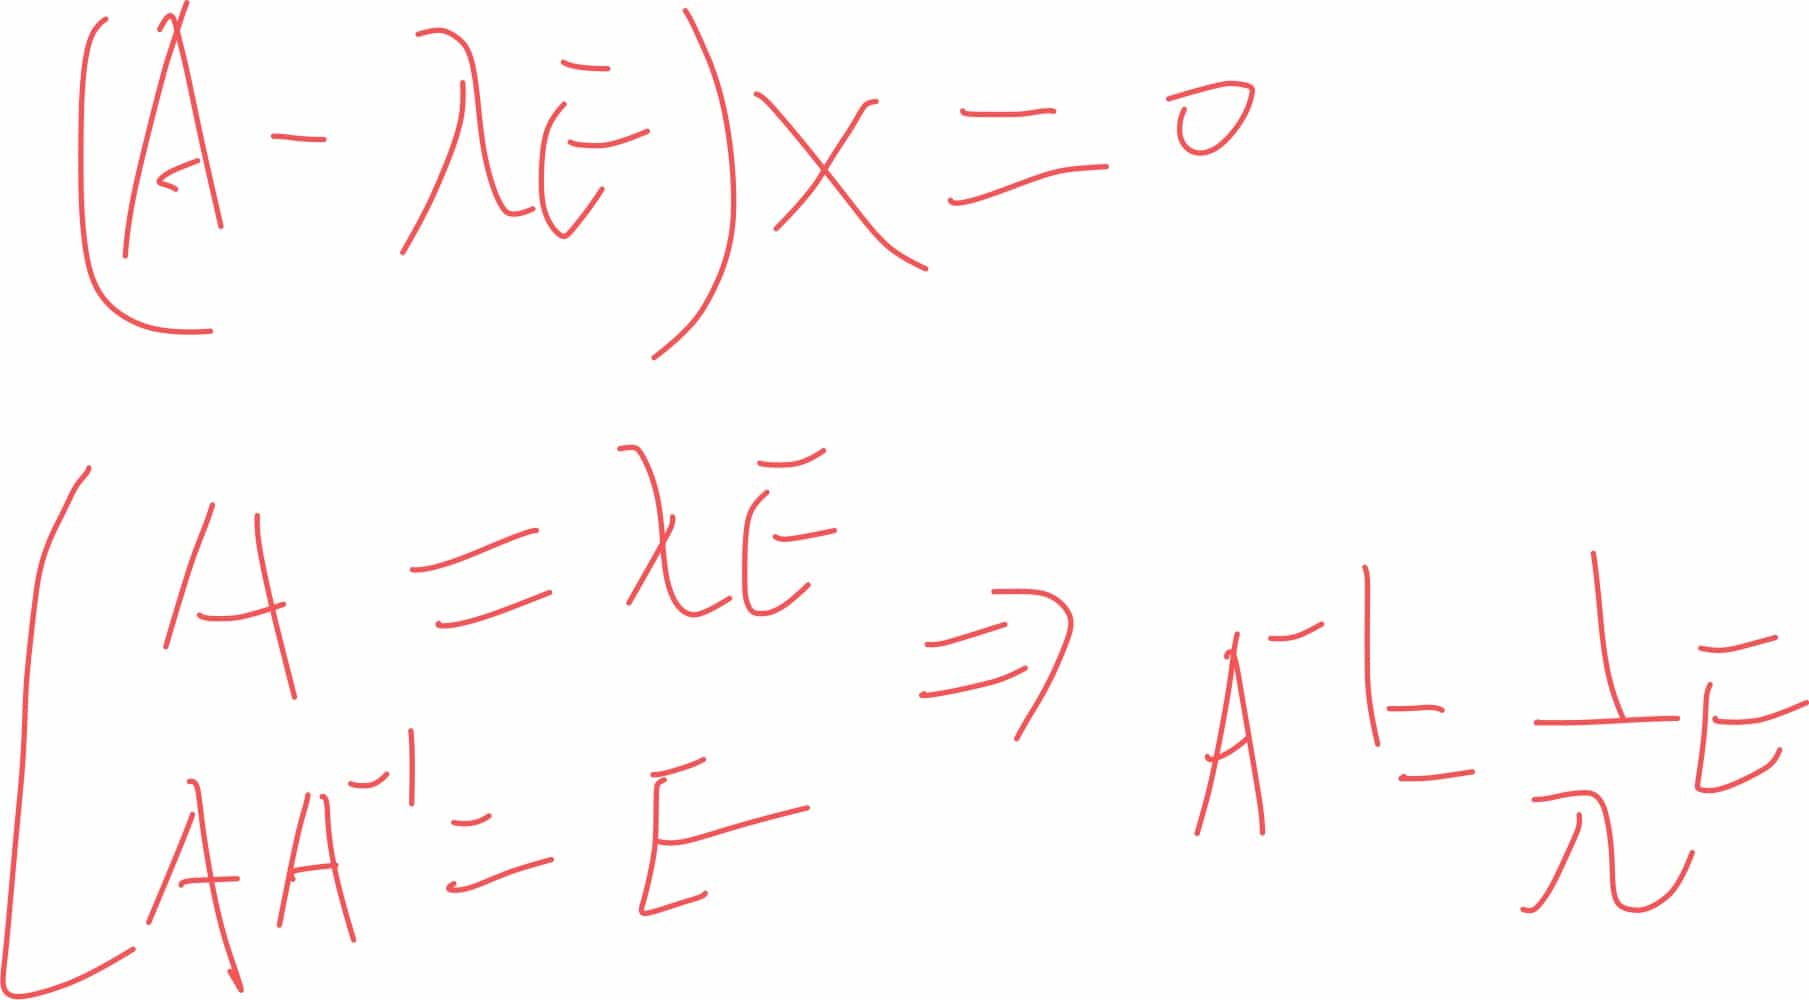 (A - λE)X = 0
A = λE
AA⁻¹ = E
⇒ A⁻¹ = 1/λ E